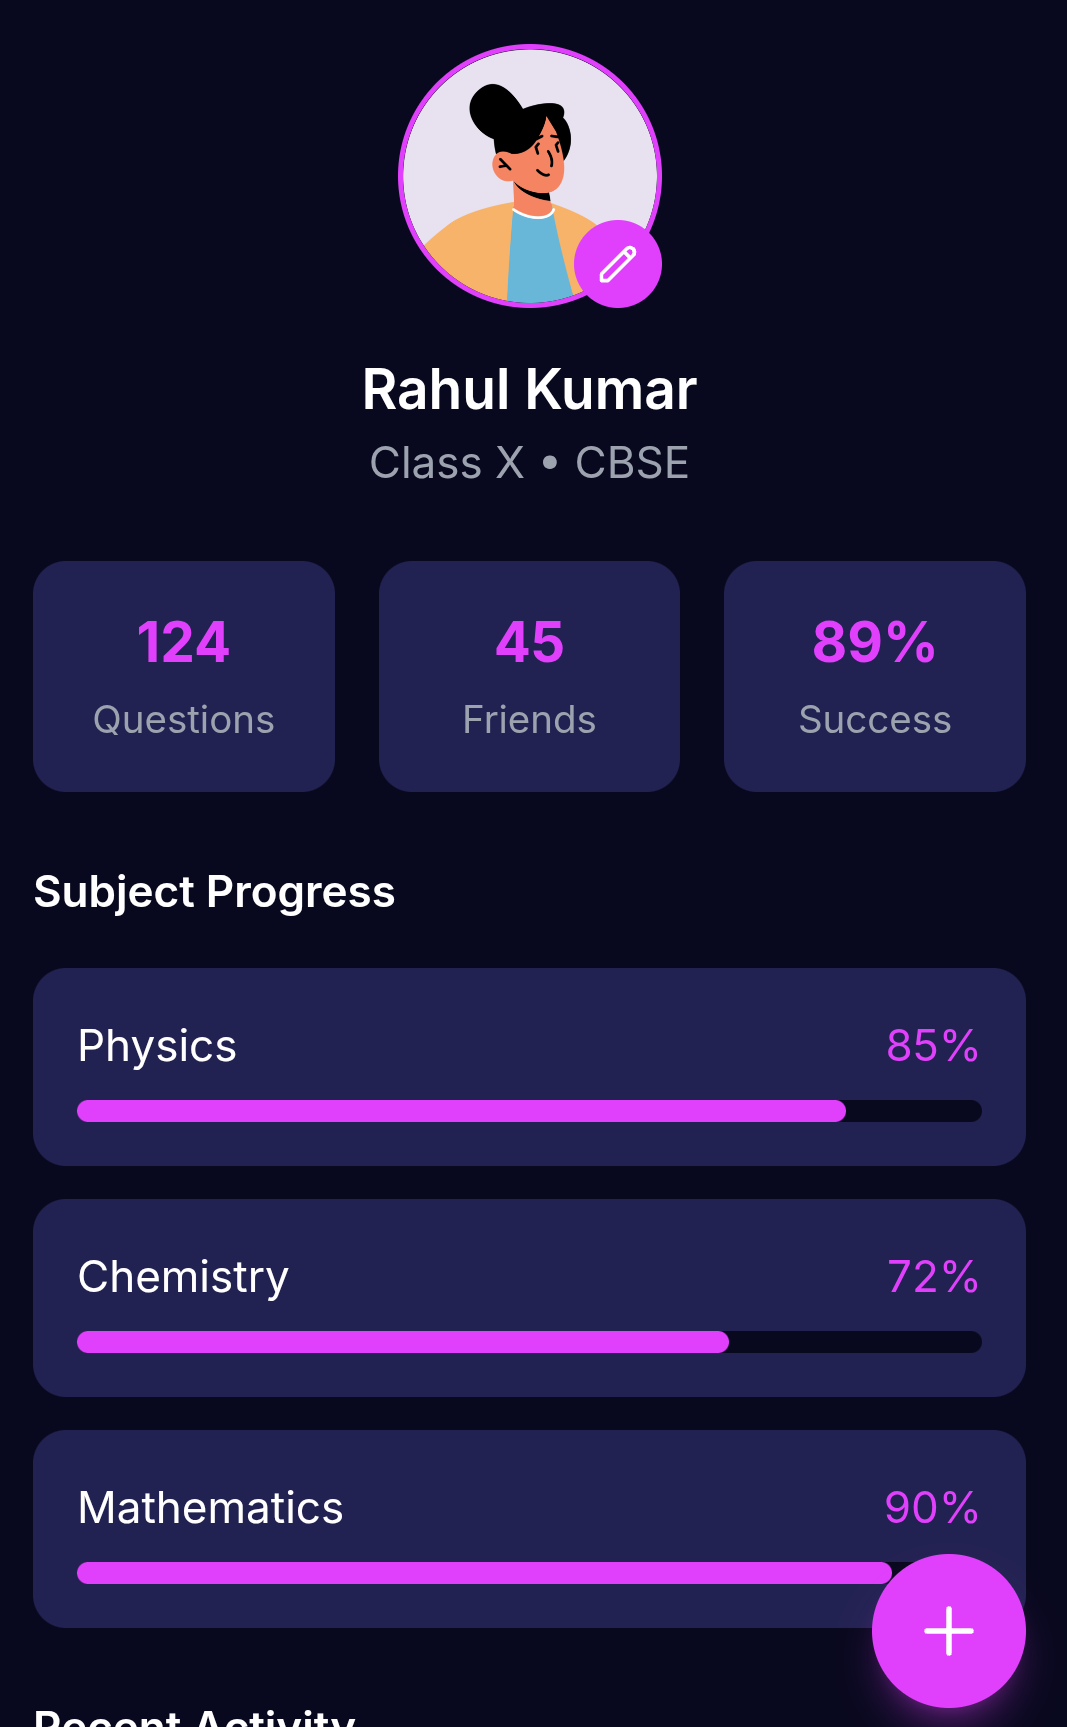 Rahul Kumar
Class X • CBSE
124
Questions
45
Friends
89%
Success
Subject Progress
Physics
85%
Chemistry
72%
Mathematics
90%
Recent Activity